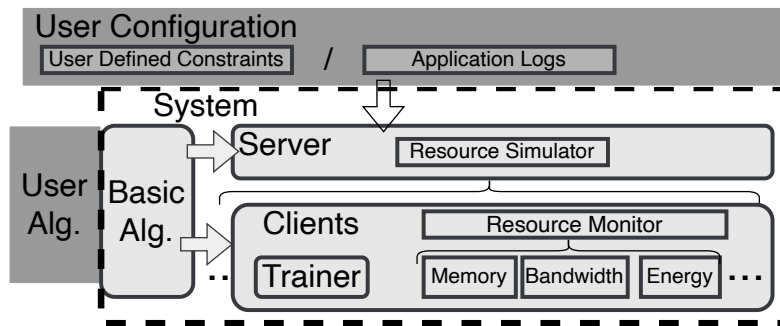 User Configuration
User Defined Constraints / Application Logs
System
Server
Resource Simulator
User Alg.
Basic Alg.
Clients
Resource Monitor
... Trainer
Memory Bandwidth Energy ...